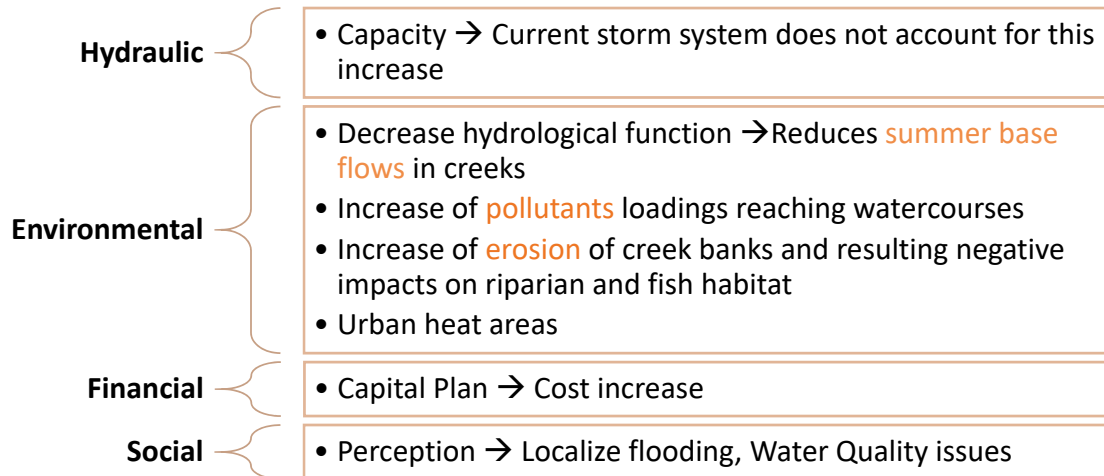 Hydraulic
• Capacity → Current storm system does not account for this
increase
Environmental
• Decrease hydrological function →Reduces summer base
flows in creeks
• Increase of pollutants loadings reaching watercourses
• Increase of erosion of creek banks and resulting negative
impacts on riparian and fish habitat
• Urban heat areas
Financial
• Capital Plan → Cost increase
Social
• Perception → Localize flooding, Water Quality issues